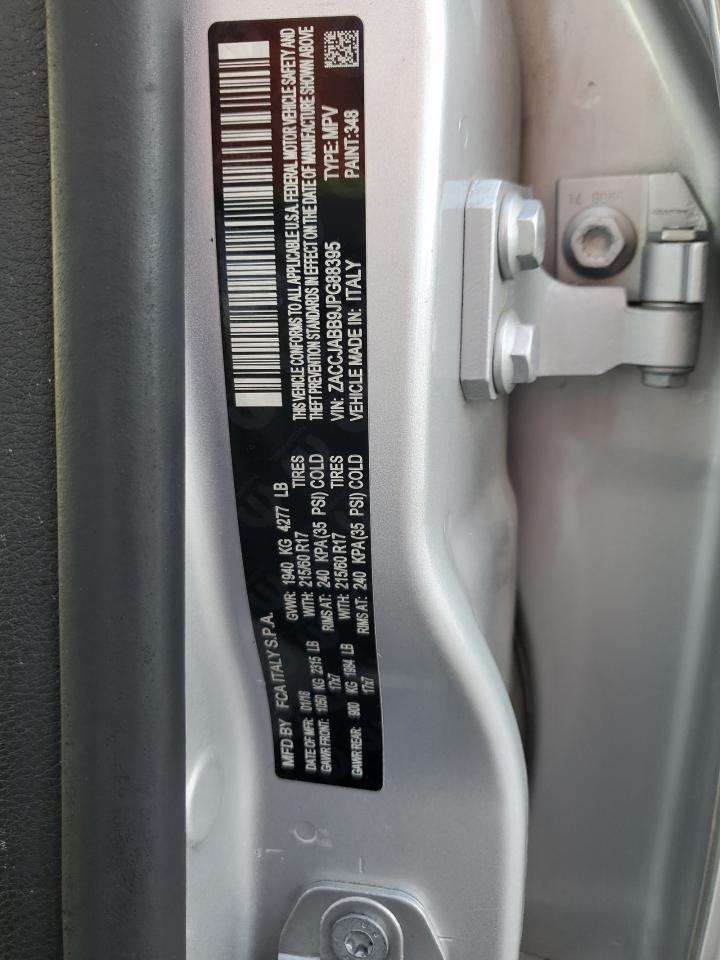 MFD BY FCA ITALY S.P.A.
DATE OF MFR: 01/18 GVWR: 1940 KG 4277 LB
GAWR FRONT: 1050 KG 2315 LB WITH: 215/60 R17 TIRES
17x7 RIMS AT: 240 KPA(35 PSI) COLD
GAWR REAR: 900 KG 1984 LB WITH: 215/60 R17 TIRES
17x7 RIMS AT: 240 KPA(35 PSI) COLD
THIS VEHICLE CONFORMS TO ALL APPLICABLE U.S.A. FEDERAL MOTOR VEHICLE SAFETY AND
THEFT PREVENTION STANDARDS IN EFFECT ON THE DATE OF MANUFACTURE SHOWN ABOVE
VIN: ZACCJABB9JPG88395 TYPE: MPV
VEHICLE MADE IN: ITALY PAINT: 348